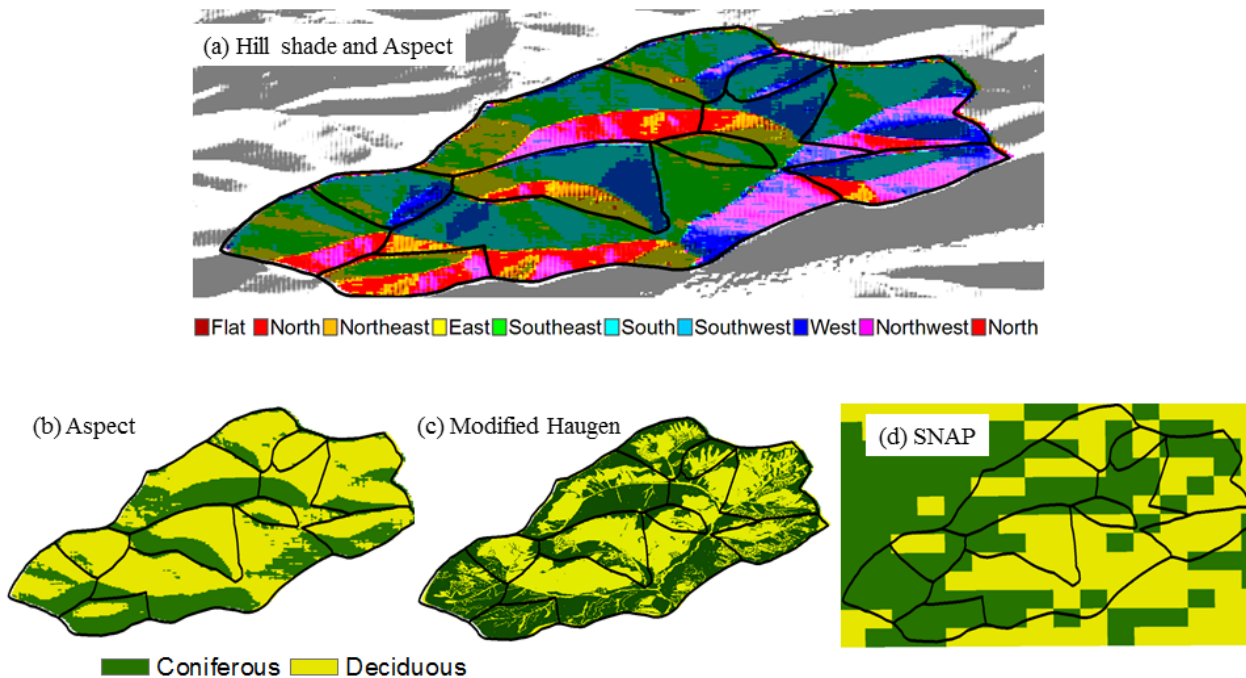 (a) Hill shade and Aspect
Flat North Northeast East Southeast South Southwest West Northwest North
(b) Aspect
(c) Modified Haugen
(d) SNAP
Coniferous Deciduous